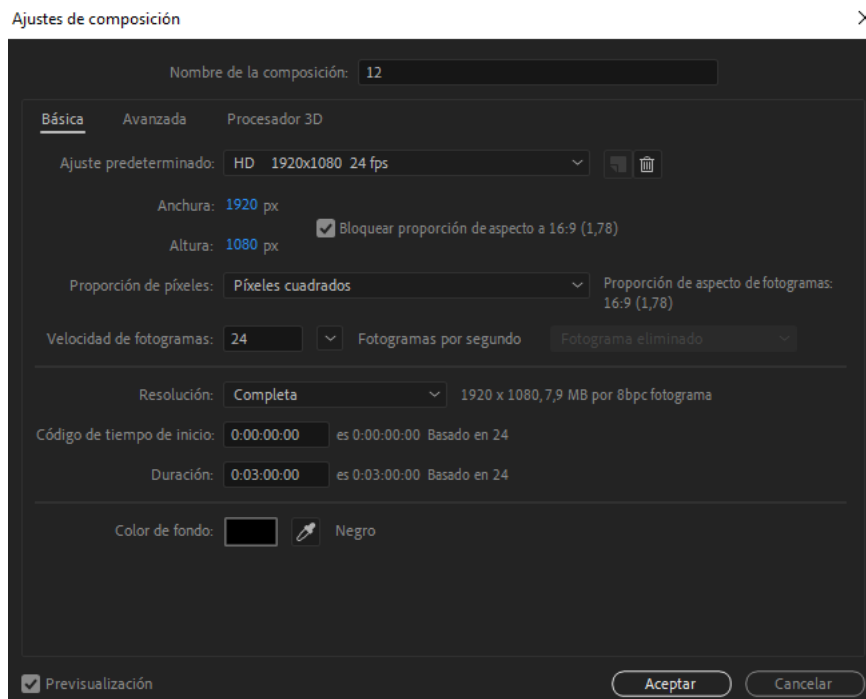 Ajustes de composición
Nombre de la composición: 12
Básica Avanzada Procesador 3D
Ajuste predeterminado: HD 1920x1080 24 fps
Anchura: 1920 px
Bloquear proporción de aspecto a 16:9 (1,78)
Altura: 1080 px
Proporción de píxeles: Píxeles cuadrados
Proporción de aspecto de fotogramas:
16:9 (1,78)
Velocidad de fotogramas: 24 Fotogramas por segundo Fotograma eliminado
Resolución: Completa 1920 x 1080, 7,9 MB por 8bpc fotograma
Código de tiempo de inicio: 0:00:00:00 es 0:00:00:00 Basado en 24
Duración: 0:03:00:00 es 0:03:00:00 Basado en 24
Color de fondo: Negro
Previsualización Aceptar Cancelar